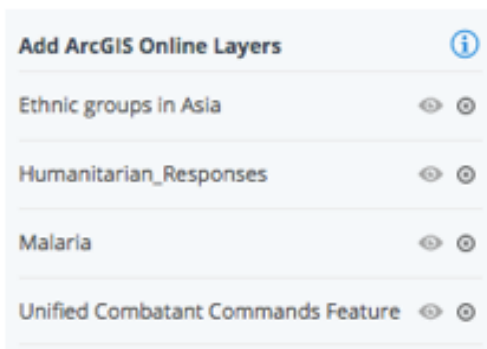 Add ArcGIS Online Layers
Ethnic groups in Asia
Humanitarian_Responses
Malaria
Unified Combatant Commands Feature